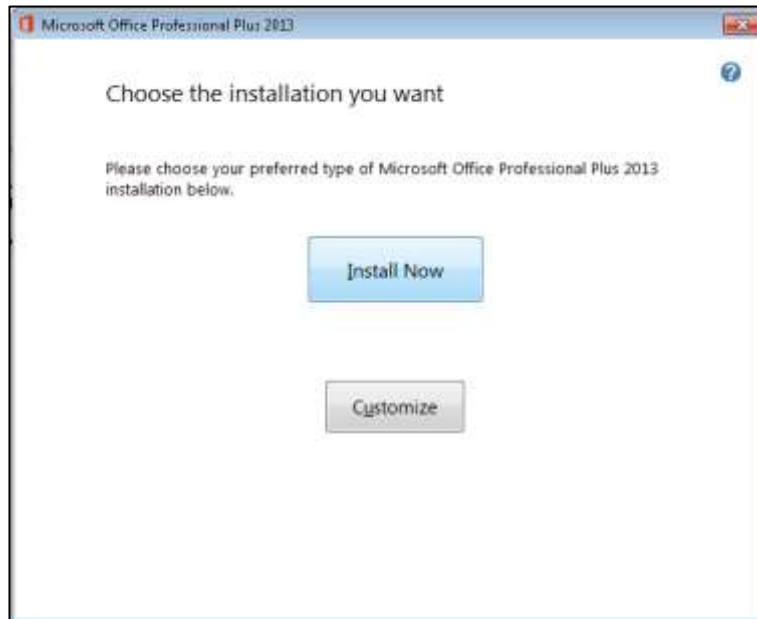 Microsoft Office Professional Plus 2013
Choose the installation you want
Please choose your preferred type of Microsoft Office Professional Plus 2013
installation below.
Install Now
Customize